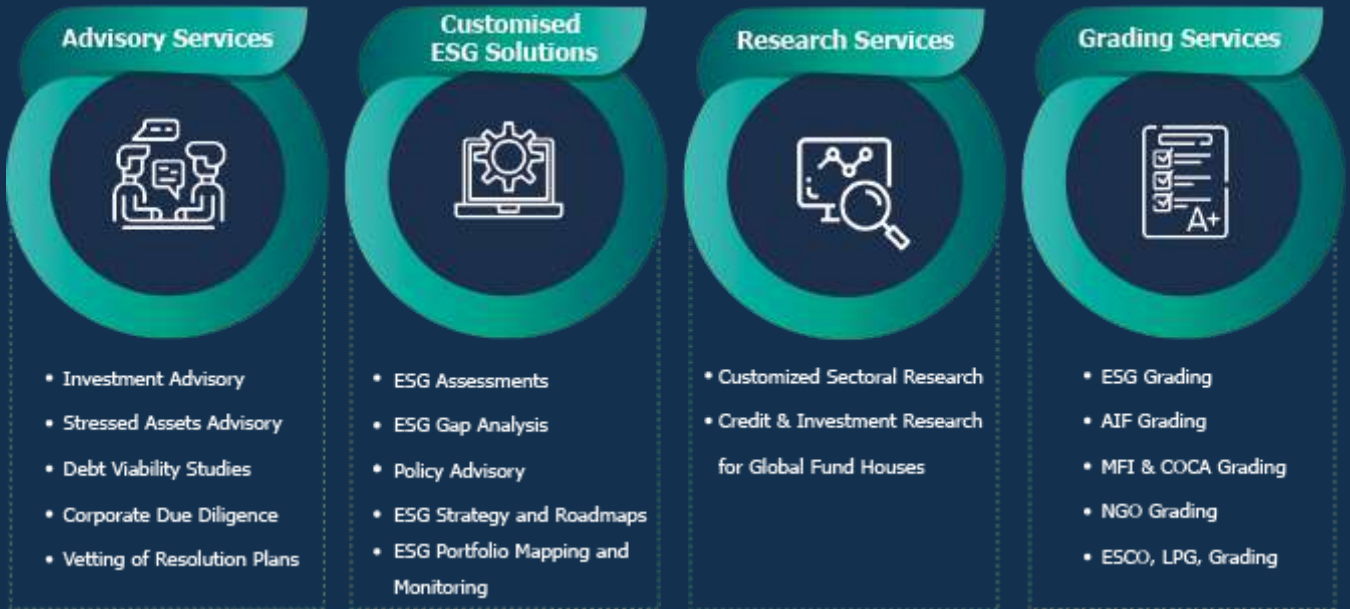 Advisory Services
• Investment Advisory
• Stressed Assets Advisory
• Debt Viability Studies
• Corporate Due Diligence
• Vetting of Resolution Plans
Customised
ESG Solutions
• ESG Assessments
• ESG Gap Analysis
• Policy Advisory
• ESG Strategy and Roadmaps
• ESG Portfolio Mapping and
Monitoring
Research Services
• Customized Sectoral Research
• Credit & Investment Research
for Global Fund Houses
Grading Services
A+
• ESG Grading
• AIF Grading
• MFI & COCA Grading
• NGO Grading
• ESCO, LPG, Grading